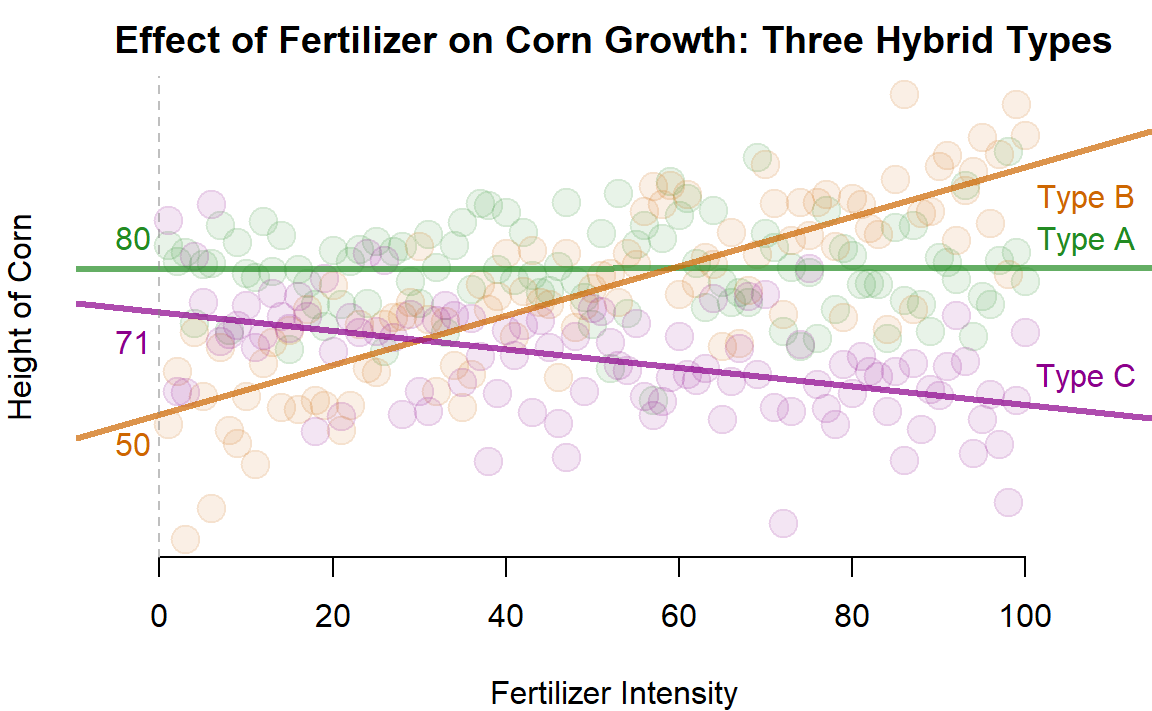 Effect of Fertilizer on Corn Growth: Three Hybrid Types
Height of Corn
80
71
50
Type B
Type A
Type C
0 20 40 60 80 100
Fertilizer Intensity